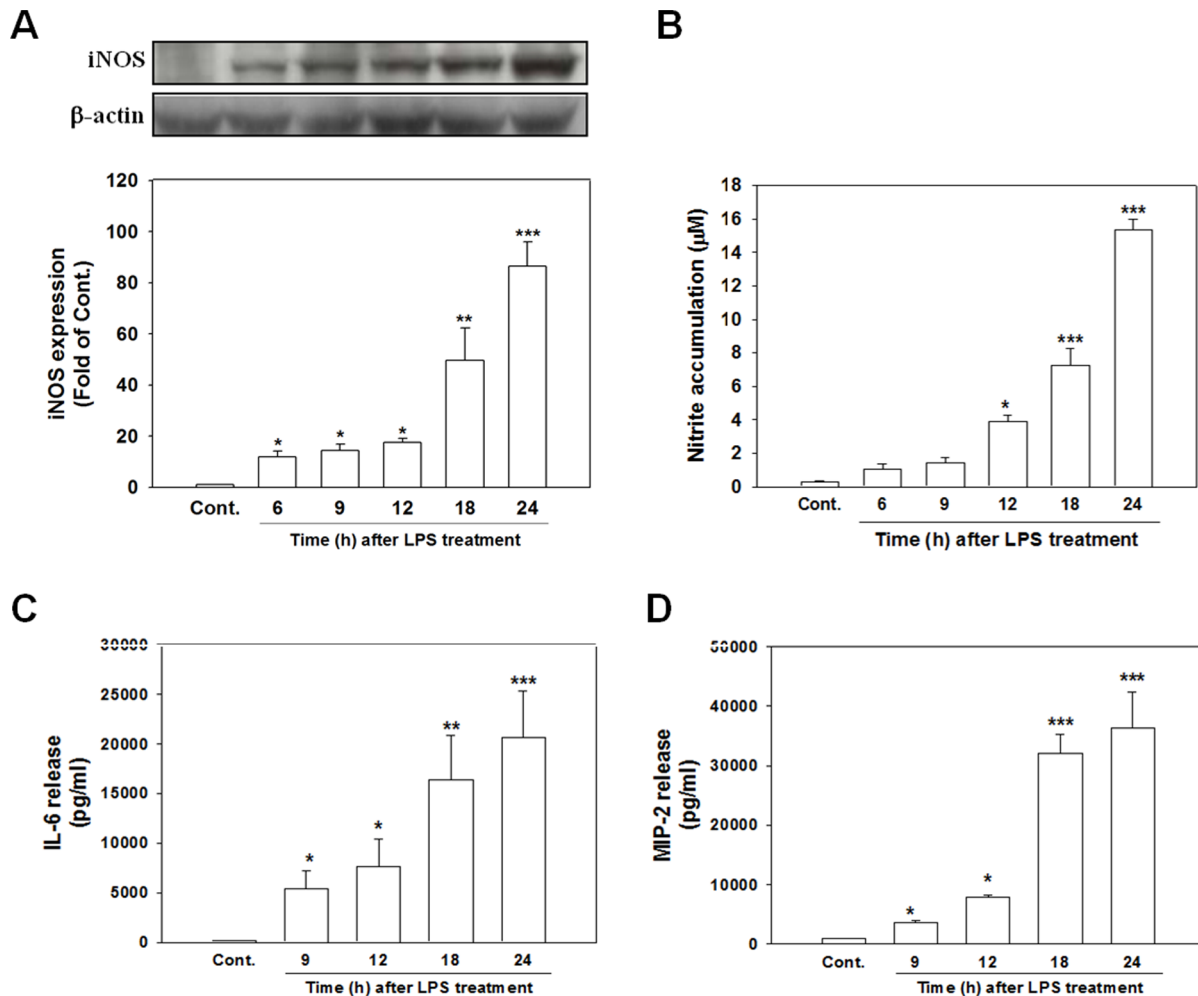 A
iNOS
β-actin
120
100
80
60
40
20
0
iNOS expression
(Fold of Cont.)
*
*
*
**
***
Cont. 6 9 12 18 24
Time (h) after LPS treatment
B
18
16
14
12
10
8
6
4
2
0
Nitrite accumulation (μM)
*
***
***
Cont. 6 9 12 18 24
Time (h) after LPS treatment
C
30000
25000
20000
15000
10000
5000
0
IL-6 release
(pg/ml)
*
*
**
***
Cont. 9 12 18 24
Time (h) after LPS treatment
D
50000
40000
30000
20000
10000
0
MIP-2 release
(pg/ml)
*
*
***
***
Cont. 9 12 18 24
Time (h) after LPS treatment